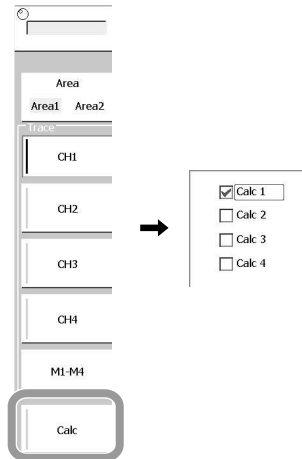 Area
Area1 Area2
Trace
CH1
CH2
CH3
CH4
M1-M4
Calc
Calc 1
Calc 2
Calc 3
Calc 4